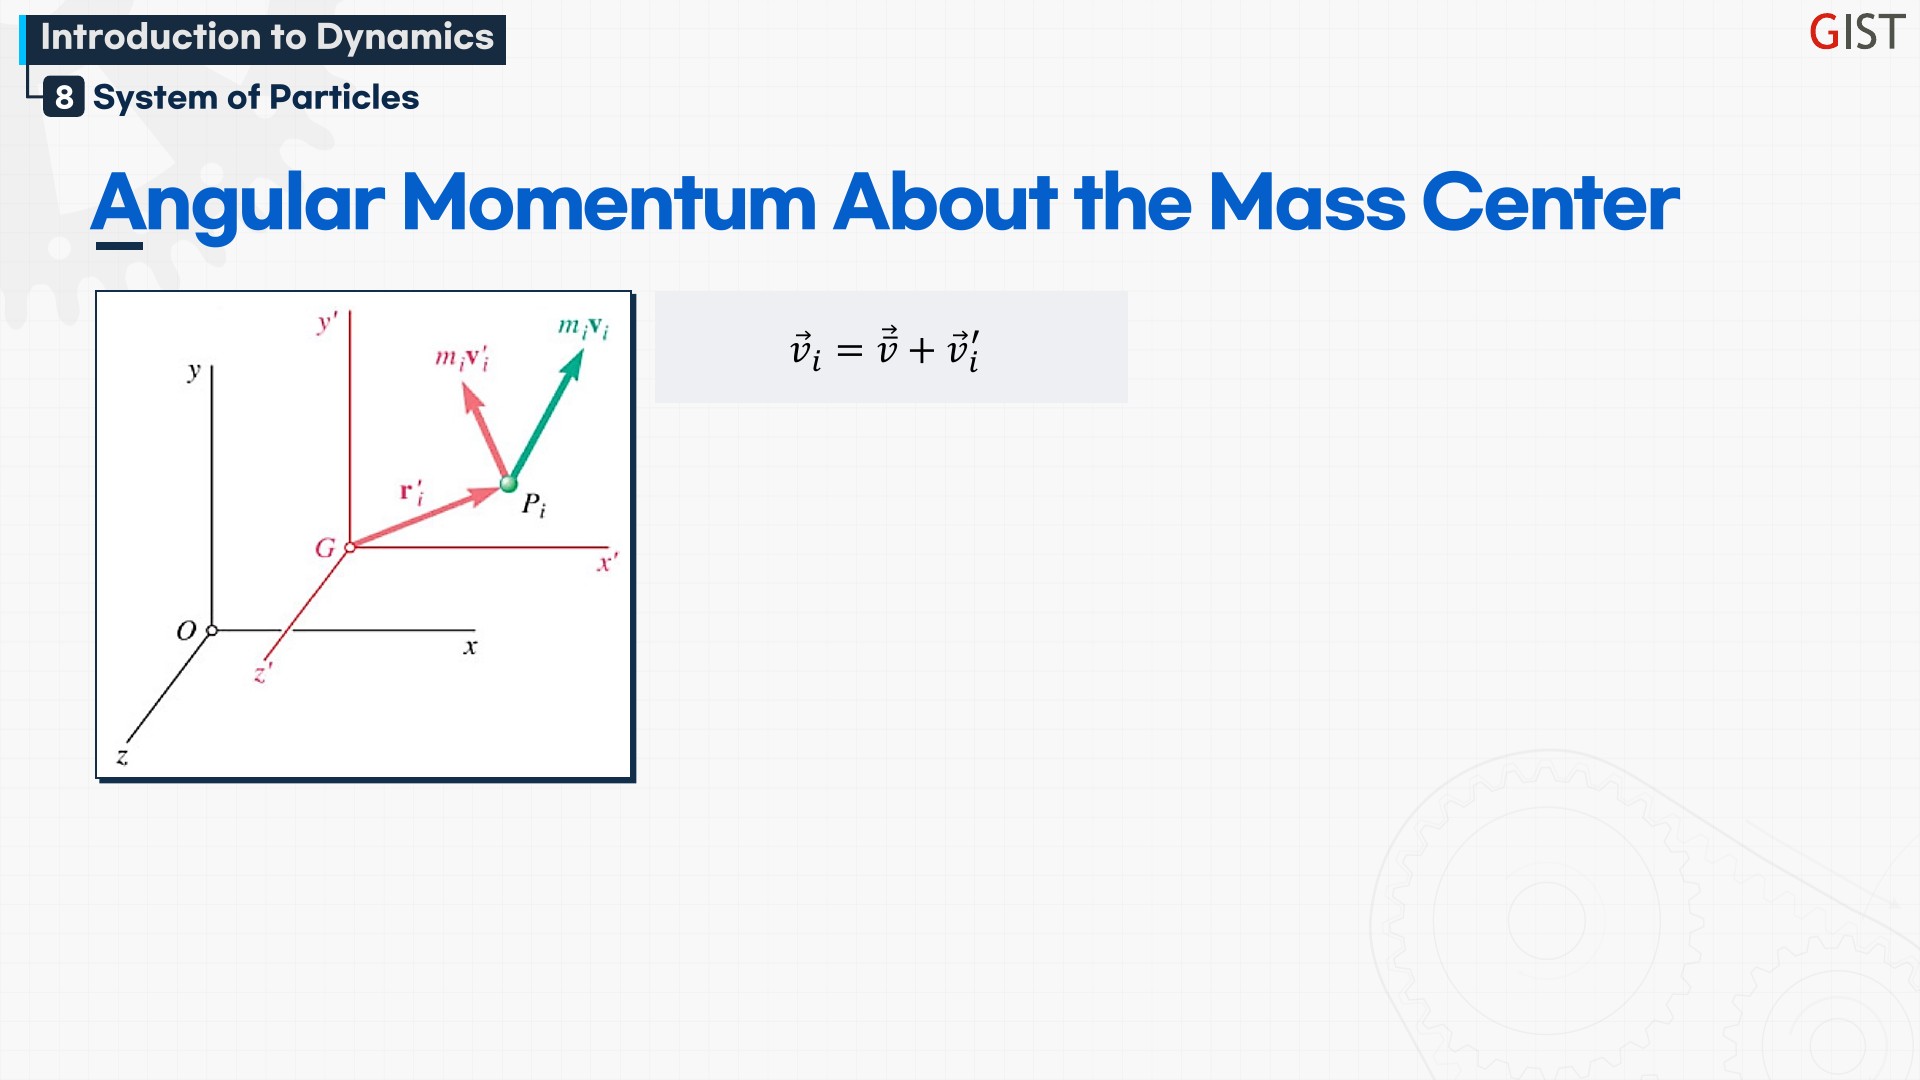 Introduction to Dynamics
GIST
8 System of Particles
Angular Momentum About the Mass Center
y'
m_i v_i
m_i v'_i
y
r'_i
P_i
G
x'
O
x
z'
z
v⃗_i = v̄⃗ + v⃗'_i